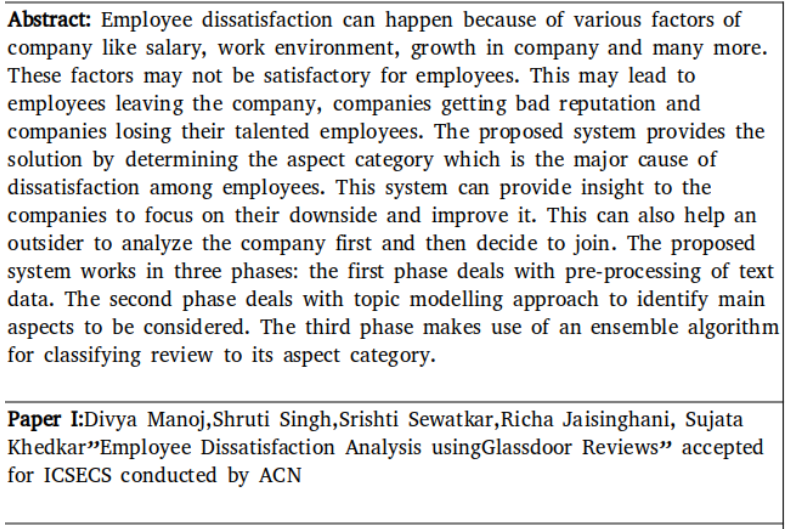 Abstract: Employee dissatisfaction can happen because of various factors of
company like salary, work environment, growth in company and many more.
These factors may not be satisfactory for employees. This may lead to
employees leaving the company, companies getting bad reputation and
companies losing their talented employees. The proposed system provides the
solution by determining the aspect category which is the major cause of
dissatisfaction among employees. This system can provide insight to the
companies to focus on their downside and improve it. This can also help an
outsider to analyze the company first and then decide to join. The proposed
system works in three phases: the first phase deals with pre-processing of text
data. The second phase deals with topic modelling approach to identify main
aspects to be considered. The third phase makes use of an ensemble algorithm
for classifying review to its aspect category.
Paper I:Divya Manoj,Shruti Singh,Srishti Sewatkar,Richa Jaisinghani, Sujata
Khedkar”Employee Dissatisfaction Analysis usingGlassdoor Reviews” accepted
for ICSECS conducted by ACN